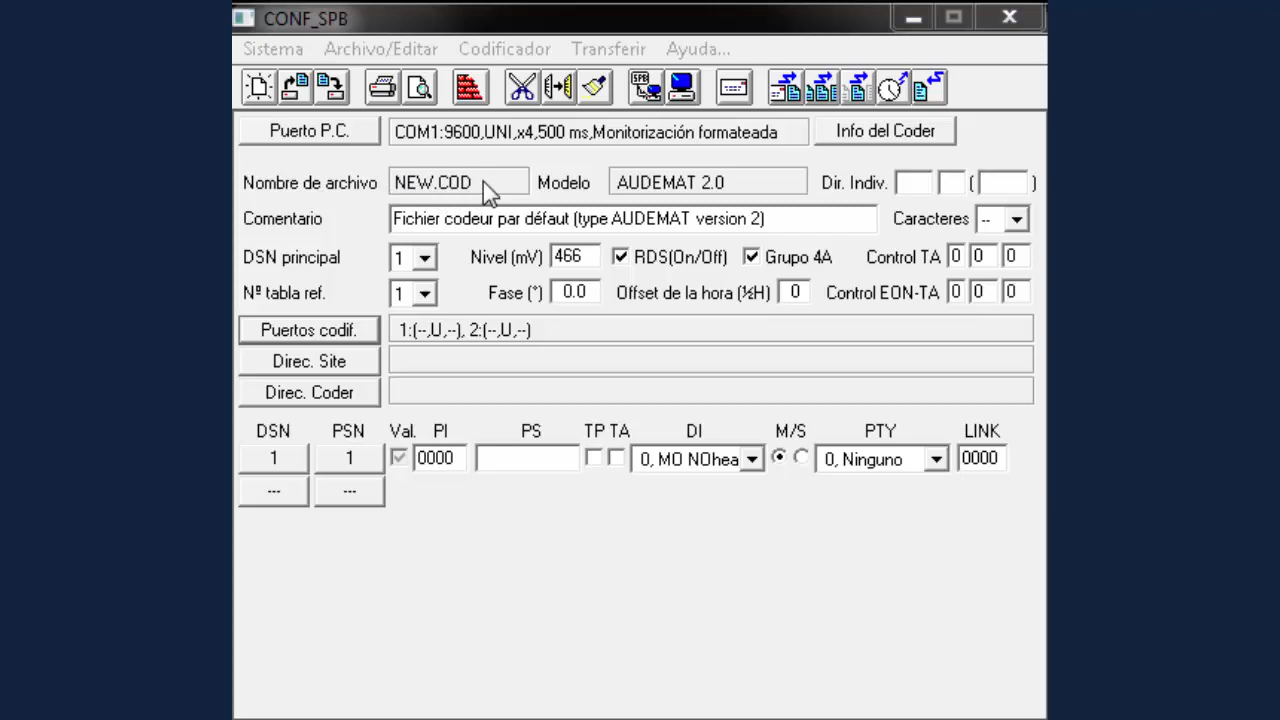 CONF_SPB
Sistema Archivo/Editar Codificador Transferir Ayuda...
SPB
Puerto P.C. COM1:9600,UNI,x4,500 ms,Monitorización formateada Info del Coder
Nombre de archivo NEW.COD Modelo AUDEMAT 2.0 Dir. Indiv. ( )
Comentario Fichier codeur par défaut (type AUDEMAT version 2) Caracteres --
DSN principal 1 Nivel (mV) 466 RDS(On/Off) Grupo 4A Control TA 0 0 0
Nº tabla ref. 1 Fase (°) 0.0 Offset de la hora (½H) 0 Control EON-TA 0 0 0
Puertos codif. 1:(--,U,--), 2:(--,U,--)
Direc. Site
Direc. Coder
DSN PSN Val. PI PS TP TA DI M/S PTY LINK
1 1 0000 0, MO NOhea 0, Ninguno 0000
--- ---